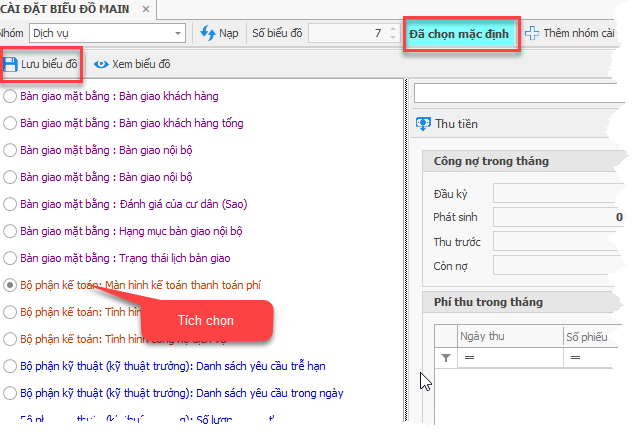 CÀI ĐẶT BIỂU ĐỒ MAIN ×
Nhóm Dịch vụ Nạp Số biểu đồ 7 Đã chọn mặc định Thêm nhóm cài
Lưu biểu đồ Xem biểu đồ
Bàn giao mặt bằng : Bàn giao khách hàng
Bàn giao mặt bằng : Bàn giao khách hàng tổng
Bàn giao mặt bằng : Bàn giao nội bộ
Bàn giao mặt bằng : Bàn giao nội bộ
Bàn giao mặt bằng : Đánh giá của cư dân (Sao)
Bàn giao mặt bằng : Hạng mục bàn giao nội bộ
Bàn giao mặt bằng : Trạng thái lịch bàn giao
Bộ phận kế toán: Màn hình kế toán thanh toán phí
Bộ phận kế toán: Tình hình
Bộ phận kế toán: Tình hình công nợ dịch vụ
Tích chọn
Bộ phận kỹ thuật (kỹ thuật trưởng): Danh sách yêu cầu trễ hạn
Bộ phận kỹ thuật (kỹ thuật trưởng): Danh sách yêu cầu trong ngày
Thu tiền
Công nợ trong tháng
Đầu kỳ
Phát sinh 0
Thu trước
Còn nợ
Phí thu trong tháng
Ngày thu Số phiếu
= =